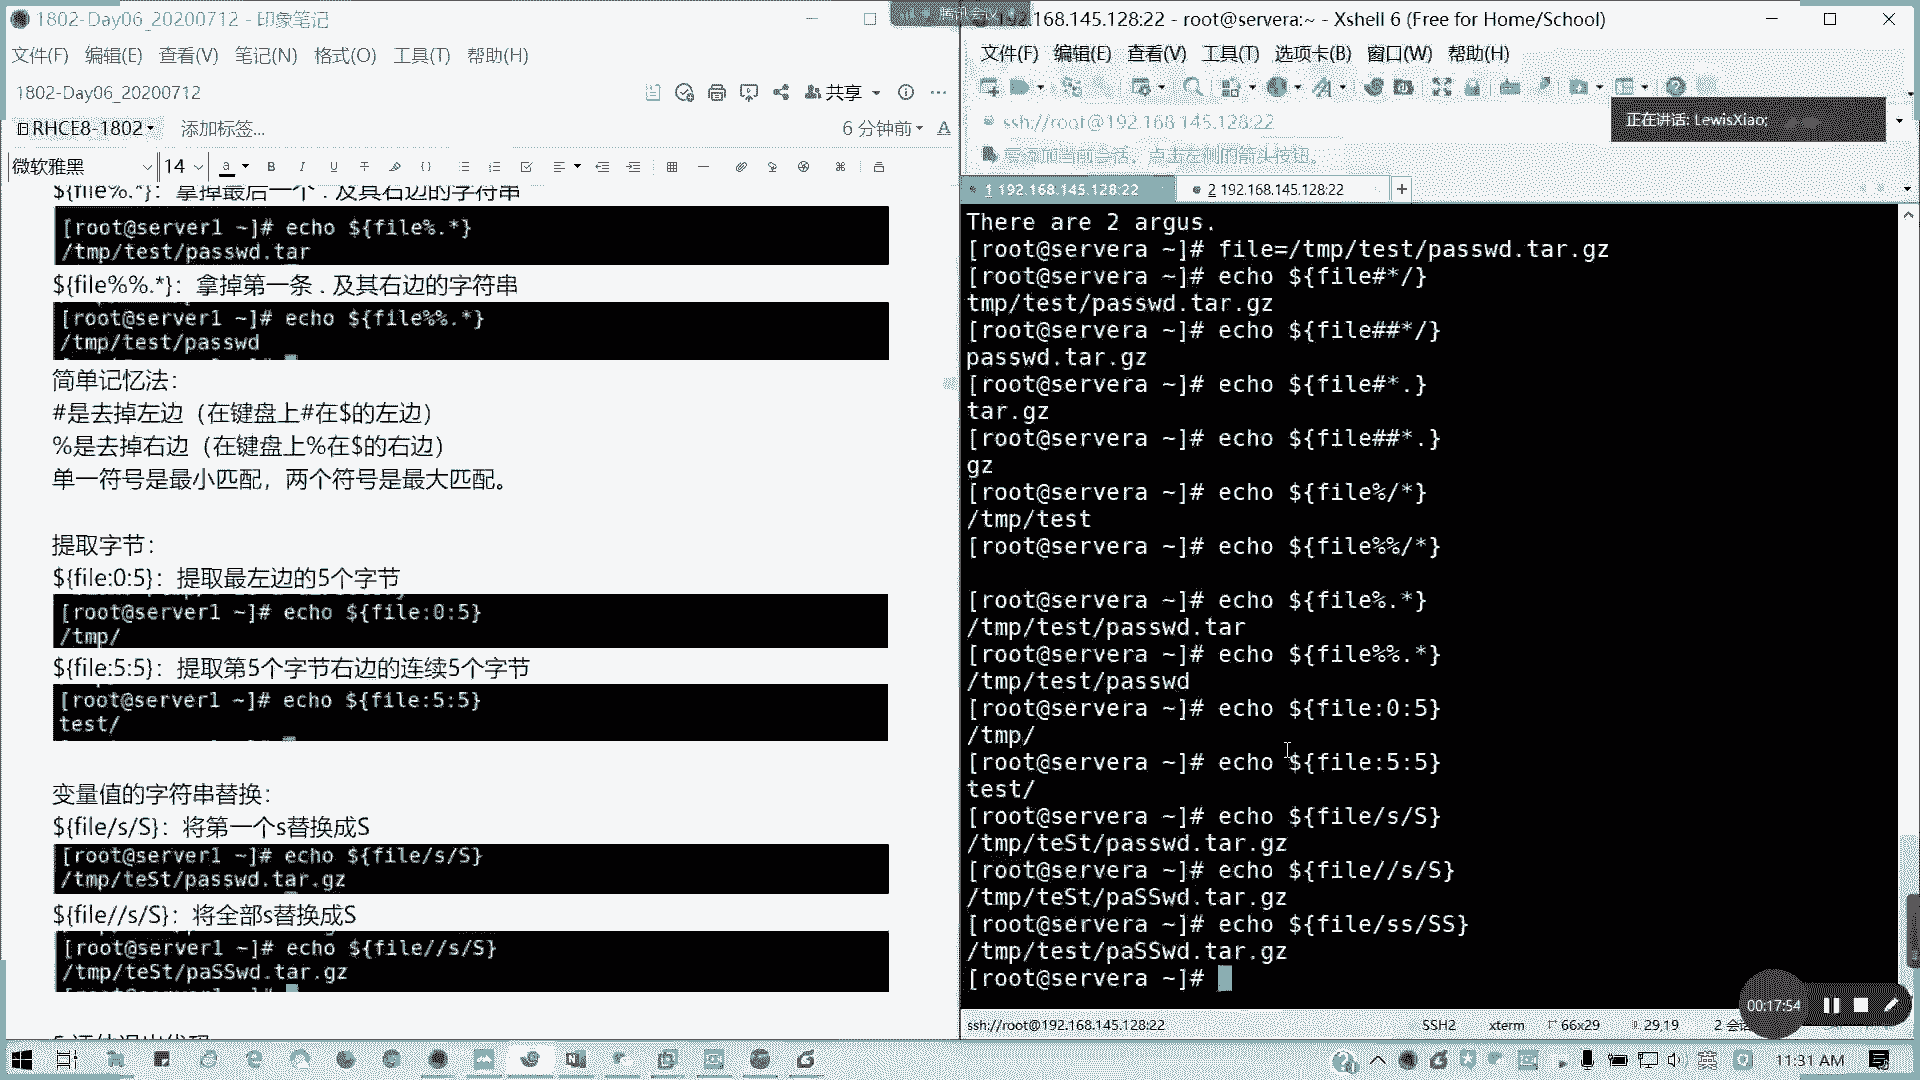 1802-Day06_20200712 - 印象笔记
文件(F) 编辑(E) 查看(V) 笔记(N) 格式(O) 工具(T) 帮助(H)
1802-Day06_20200712
共享
RHCE8-1802 添加标签...
6 分钟前
微软雅黑 14
${file%.*}：拿掉最后一个 . 及其右边的字符串
[root@server1 ~]# echo ${file%.*}
/tmp/test/passwd.tar
${file%%.*}：拿掉第一条 . 及其右边的字符串
[root@server1 ~]# echo ${file%%.*}
/tmp/test/passwd
简单记忆法：
#是去掉左边（在键盘上#在$的左边）
%是去掉右边（在键盘上%在$的右边）
单一符号是最小匹配，两个符号是最大匹配。
提取字节：
${file:0:5}：提取最左边的5个字节
[root@server1 ~]# echo ${file:0:5}
/tmp/
${file:5:5}：提取第5个字节右边的连续5个字节
[root@server1 ~]# echo ${file:5:5}
test/
变量值的字符串替换：
${file/s/S}：将第一个s替换成S
[root@server1 ~]# echo ${file/s/S}
/tmp/teSt/passwd.tar.gz
${file//s/S}：将全部s替换成S
[root@server1 ~]# echo ${file//s/S}
/tmp/teSt/paSSwd.tar.gz
腾讯会议
192.168.145.128:22 - root@servera:~ - Xshell 6 (Free for Home/School)
文件(F) 编辑(E) 查看(V) 工具(T) 选项卡(B) 窗口(W) 帮助(H)
ssh://root@192.168.145.128:22
正在讲话: LewisXiao;
要添加当前会话，点击左侧的箭头按钮。
1 192.168.145.128:22
2 192.168.145.128:22
There are 2 argus.
[root@servera ~]# file=/tmp/test/passwd.tar.gz
[root@servera ~]# echo ${file#*/}
tmp/test/passwd.tar.gz
[root@servera ~]# echo ${file##*/}
passwd.tar.gz
[root@servera ~]# echo ${file#*.}
tar.gz
[root@servera ~]# echo ${file##*.}
gz
[root@servera ~]# echo ${file%/*}
/tmp/test
[root@servera ~]# echo ${file%%/*}
[root@servera ~]# echo ${file%.*}
/tmp/test/passwd.tar
[root@servera ~]# echo ${file%%.*}
/tmp/test/passwd
[root@servera ~]# echo ${file:0:5}
/tmp/
[root@servera ~]# echo ${file:5:5}
test/
[root@servera ~]# echo ${file/s/S}
/tmp/teSt/passwd.tar.gz
[root@servera ~]# echo ${file//s/S}
/tmp/teSt/paSSwd.tar.gz
[root@servera ~]# echo ${file/ss/SS}
/tmp/test/paSSwd.tar.gz
[root@servera ~]#
00:17:54
ssh://root@192.168.145.128:22 SSH2 xterm 66x29 29,19
英
11:31 AM